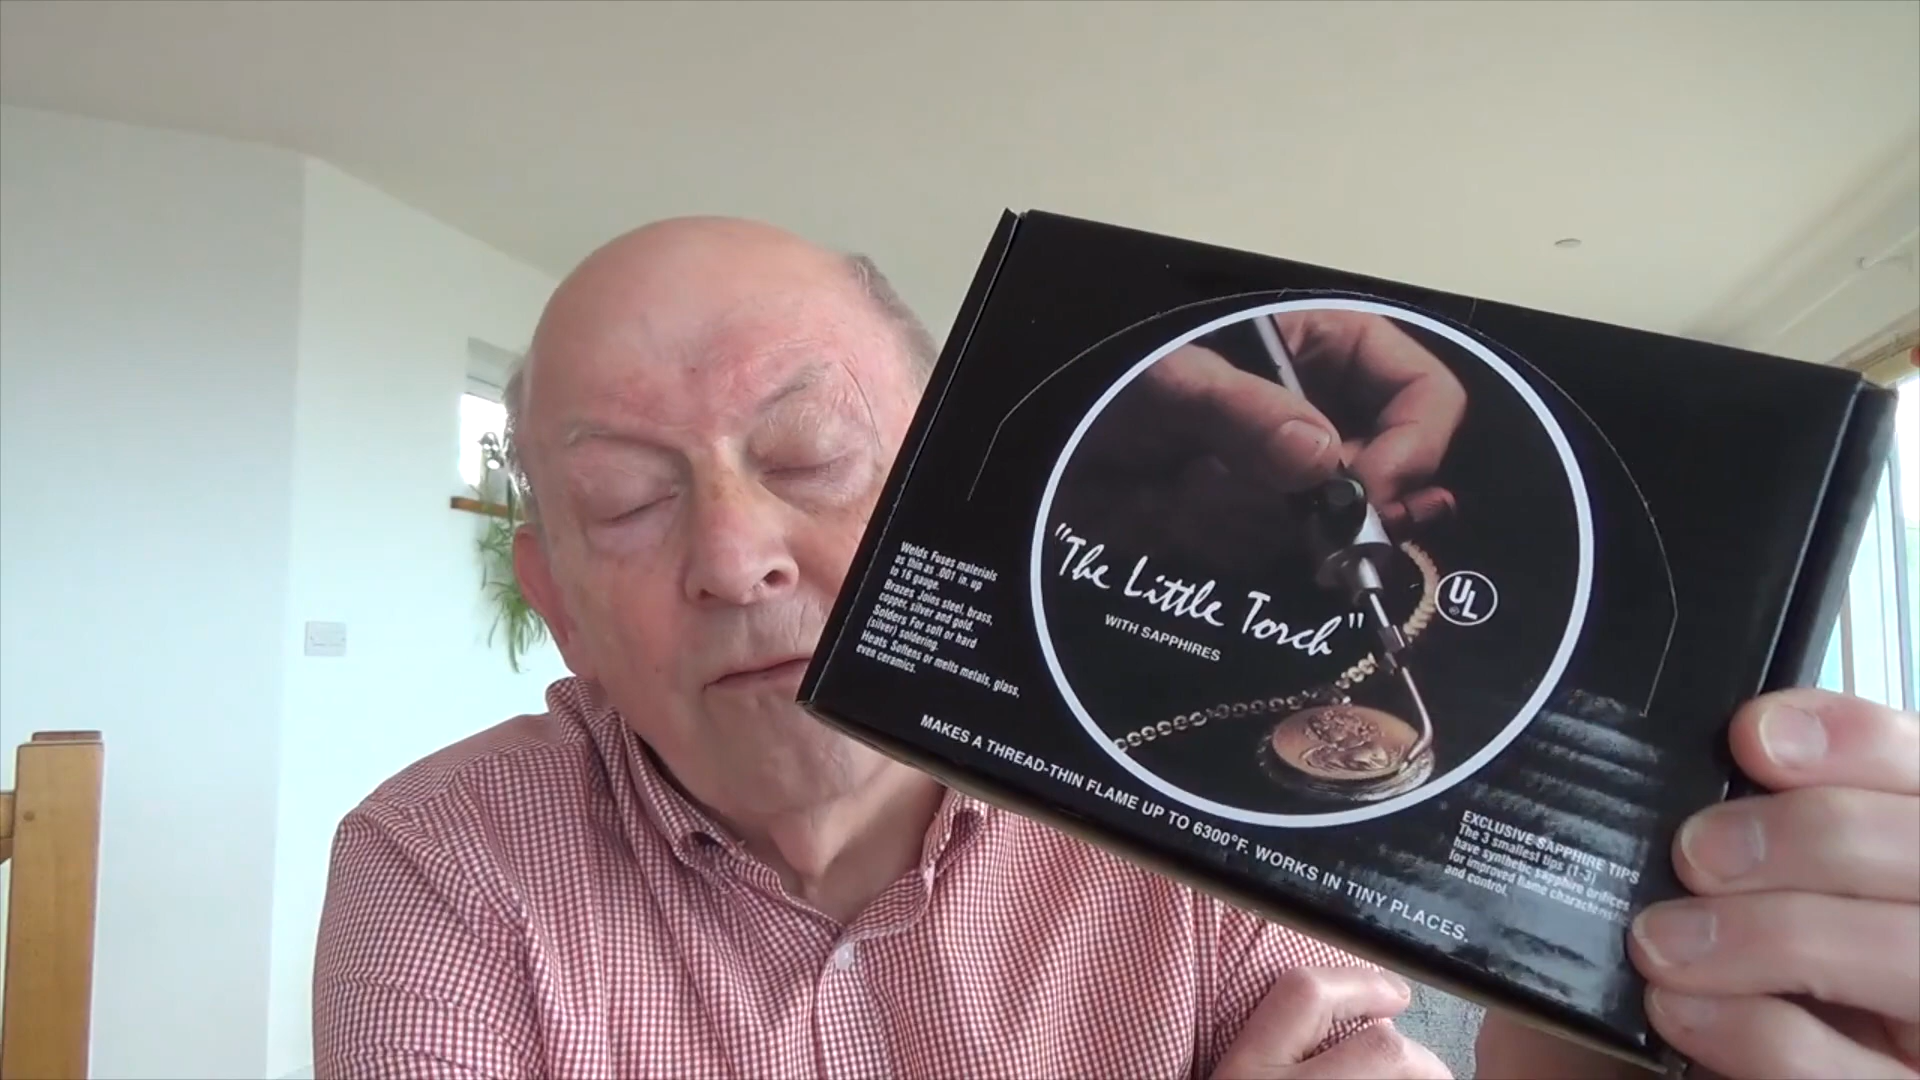 Welds Fuses materials
as thin as .001 in. up
to 16 gauge.
Brazes Joins steel, brass,
copper, silver and gold.
Solders For soft or hard
(silver) soldering.
Heats Softens or melts metals, glass,
even ceramics.
"The Little Torch"
WITH SAPPHIRES
UL
MAKES A THREAD-THIN FLAME UP TO 6300°F. WORKS IN TINY PLACES.
EXCLUSIVE SAPPHIRE TIPS
The 3 smallest tips (1-3)
have synthetic sapphire orifices
for improved flame characteristics
and control.